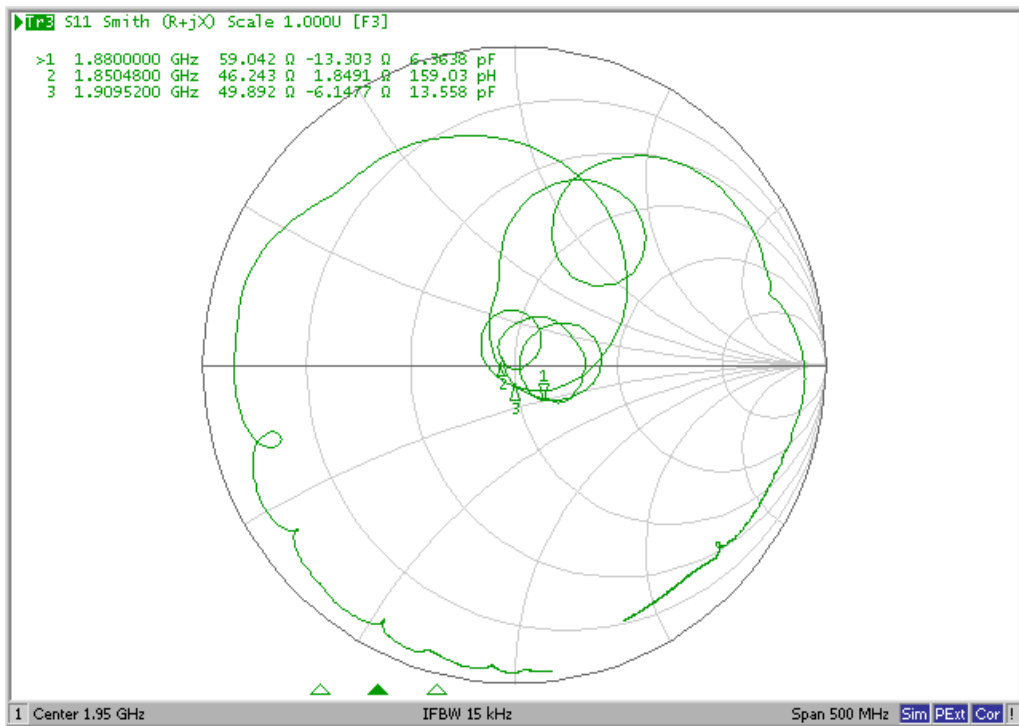 Tr3 S11 Smith (R+jX) Scale 1.000U [F3]
>1 1.8800000 GHz 59.042 Ω -13.303 Ω 6.3638 pF
2 1.8504800 GHz 46.243 Ω 1.8491 Ω 159.03 pH
3 1.9095200 GHz 49.892 Ω -6.1477 Ω 13.558 pF
1
2
3
1 Center 1.95 GHz IFBW 15 kHz Span 500 MHz Sim PExt Cor !